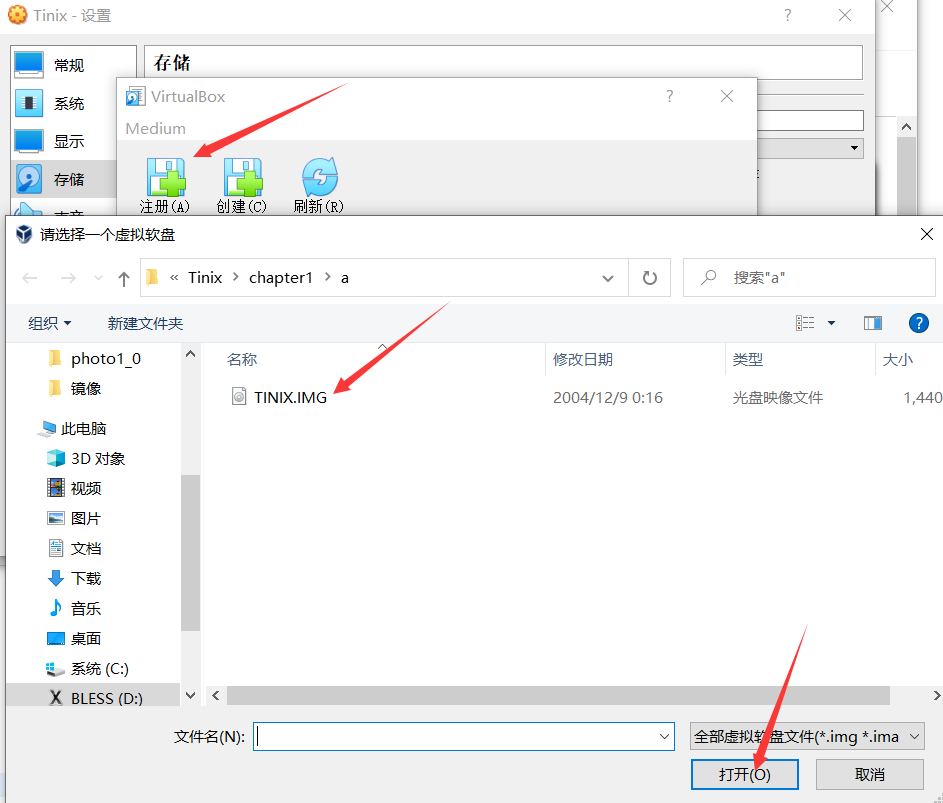 Tinix - 设置
常规
存储
系统
VirtualBox
Medium
显示
存储
注册(A) 创建(C) 刷新(R)
请选择一个虚拟软盘
« Tinix › chapter1 › a
搜索"a"
组织 新建文件夹
名称 修改日期 类型 大小
photo1_0
TINIX.IMG 2004/12/9 0:16 光盘映像文件 1,440
镜像
此电脑
3D 对象
视频
图片
文档
下载
音乐
桌面
系统 (C:)
BLESS (D:)
文件名(N): 全部虚拟软盘文件(*.img *.ima
打开(O) 取消